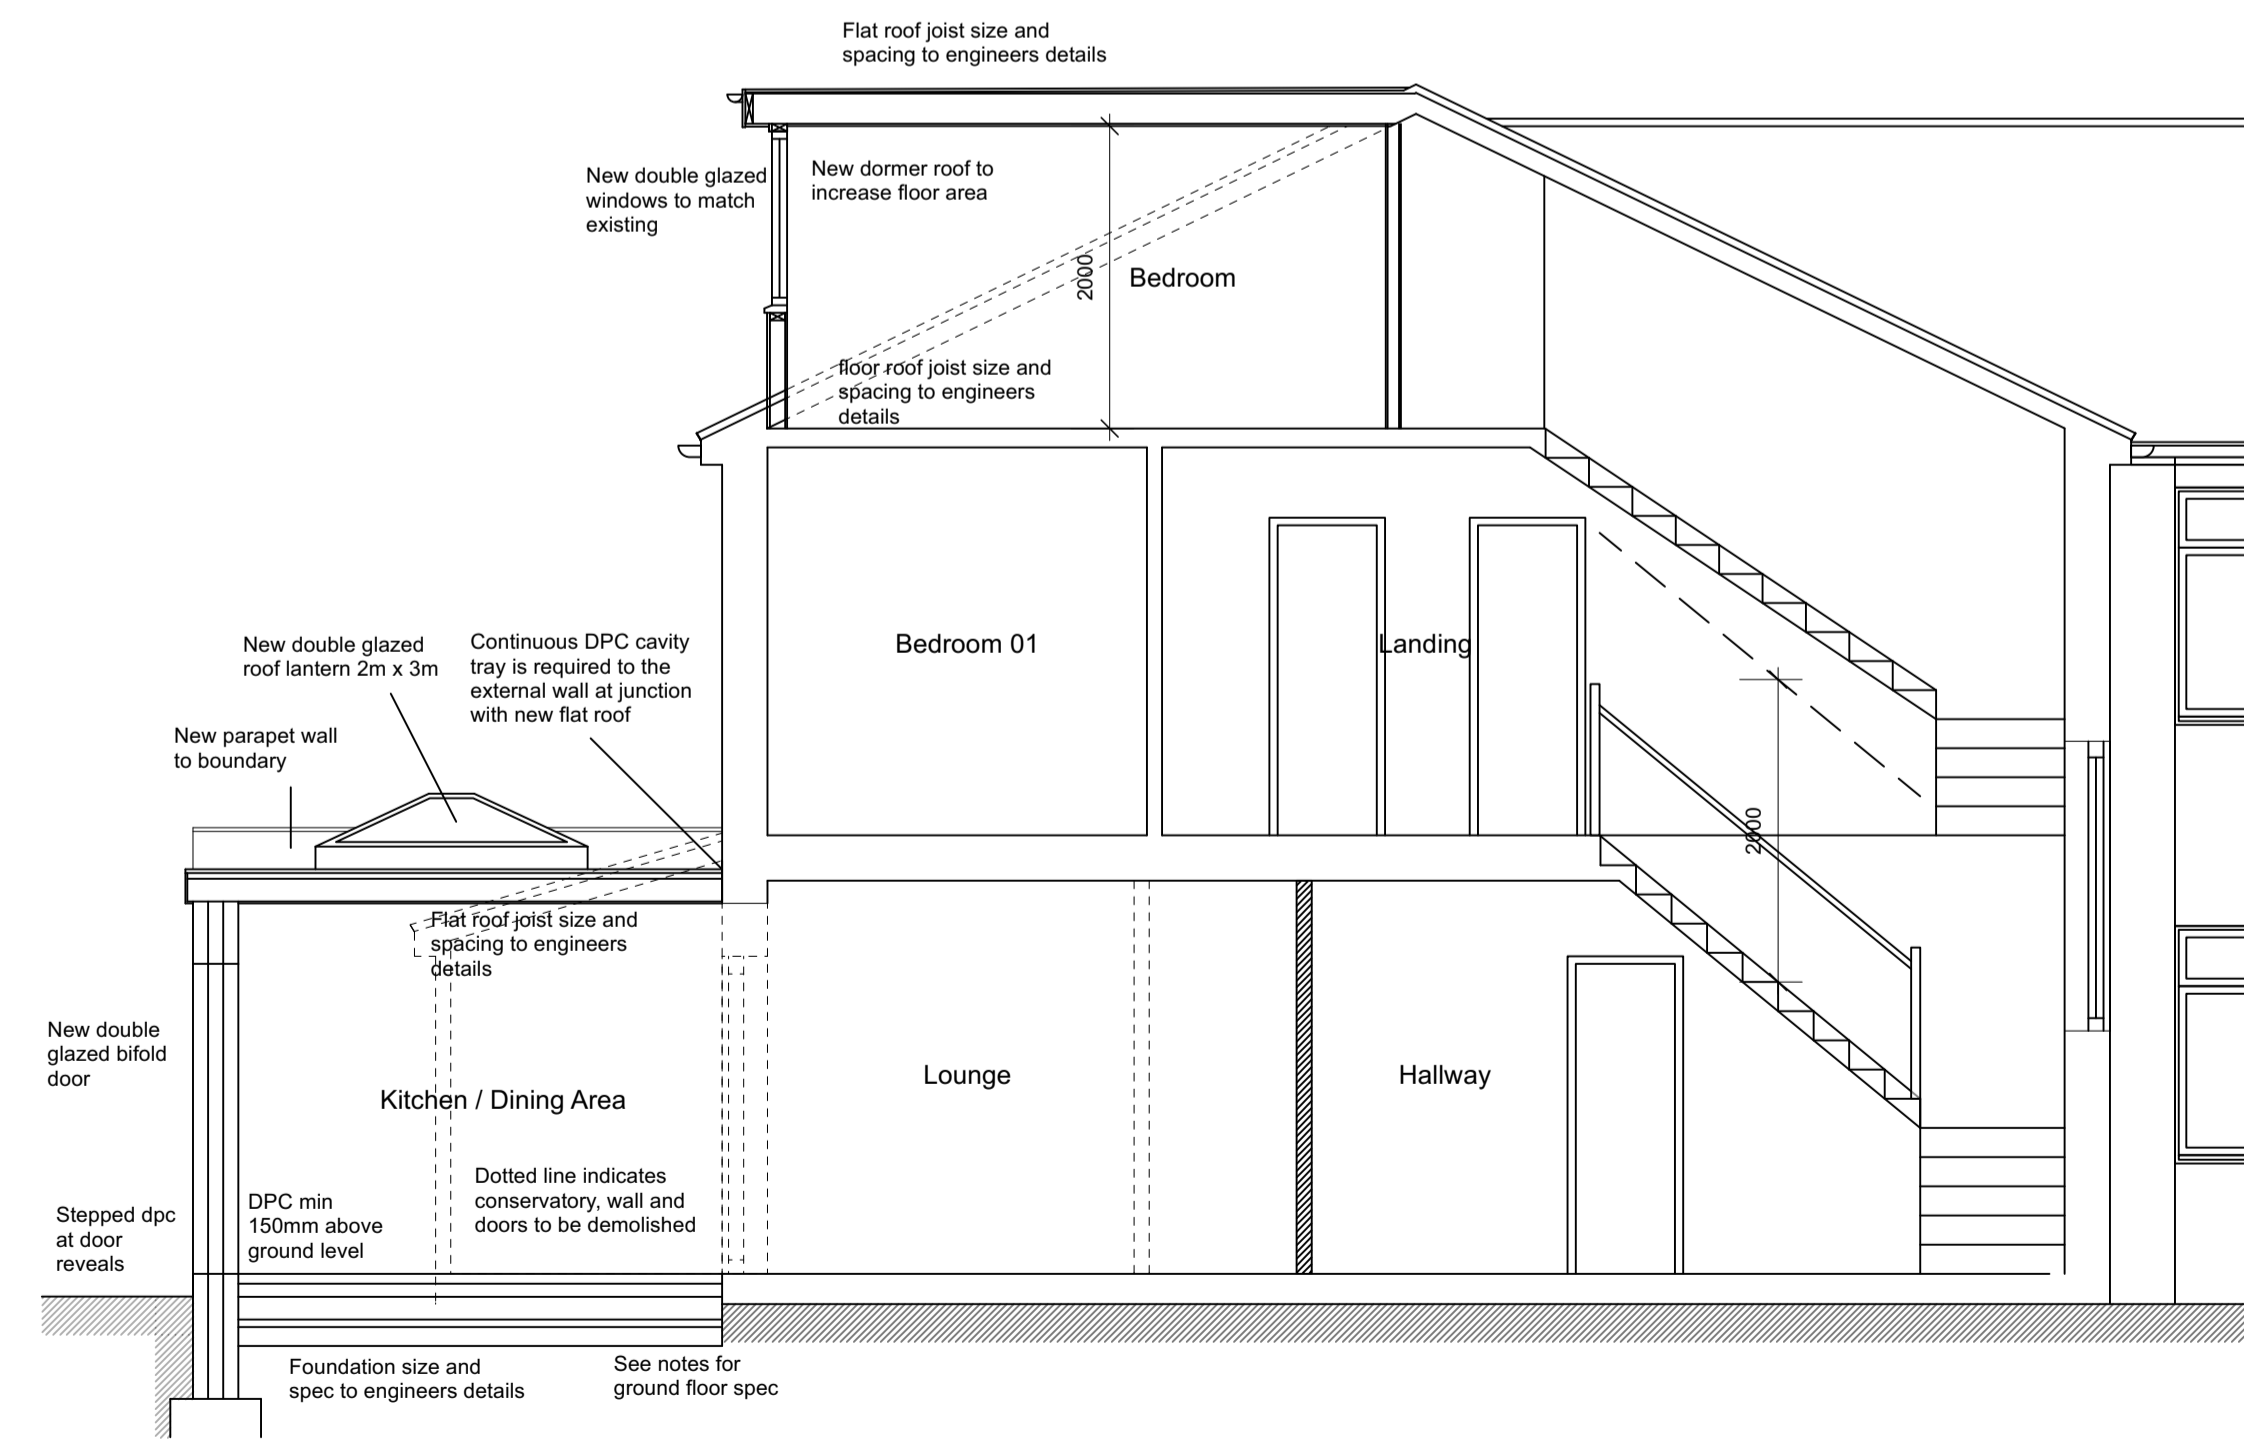 Flat roof joist size and
spacing to engineers details
New double glazed
windows to match
existing
New dormer roof to
increase floor area
2000
Bedroom
floor roof joist size and
spacing to engineers
details
New double glazed
roof lantern 2m x 3m
Continuous DPC cavity
tray is required to the
external wall at junction
with new flat roof
New parapet wall
to boundary
Bedroom 01
Landing
2000
Flat roof joist size and
spacing to engineers
details
New double
glazed bifold
door
Kitchen / Dining Area
Lounge
Hallway
Dotted line indicates
conservatory, wall and
doors to be demolished
DPC min
150mm above
ground level
Stepped dpc
at door
reveals
Foundation size and
spec to engineers details
See notes for
ground floor spec